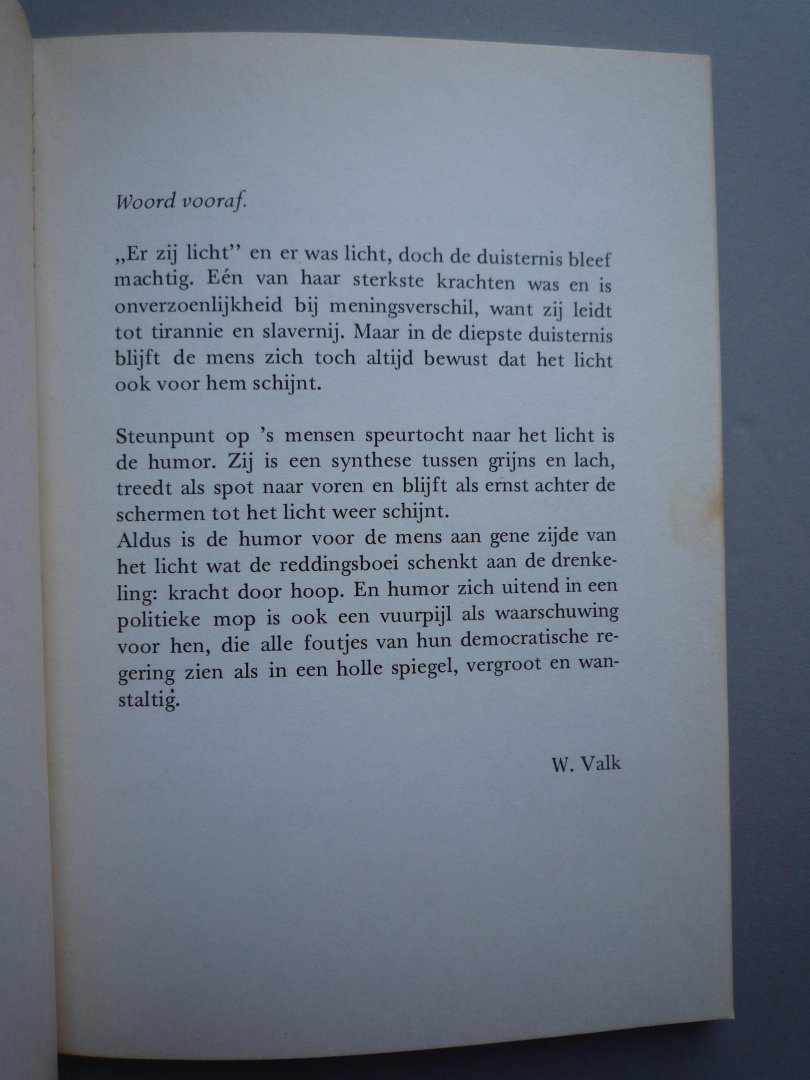 Woord vooraf.
„Er zij licht” en er was licht, doch de duisternis bleef
machtig. Eén van haar sterkste krachten was en is
onverzoenlijkheid bij meningsverschil, want zij leidt
tot tirannie en slavernij. Maar in de diepste duisternis
blijft de mens zich toch altijd bewust dat het licht
ook voor hem schijnt.
Steunpunt op ’s mensen speurtocht naar het licht is
de humor. Zij is een synthese tussen grijns en lach,
treedt als spot naar voren en blijft als ernst achter de
schermen tot het licht weer schijnt.
Aldus is de humor voor de mens aan gene zijde van
het licht wat de reddingsboei schenkt aan de drenke-
ling: kracht door hoop. En humor zich uitend in een
politieke mop is ook een vuurpijl als waarschuwing
voor hen, die alle foutjes van hun democratische re-
gering zien als in een holle spiegel, vergroot en wan-
staltig.
W. Valk